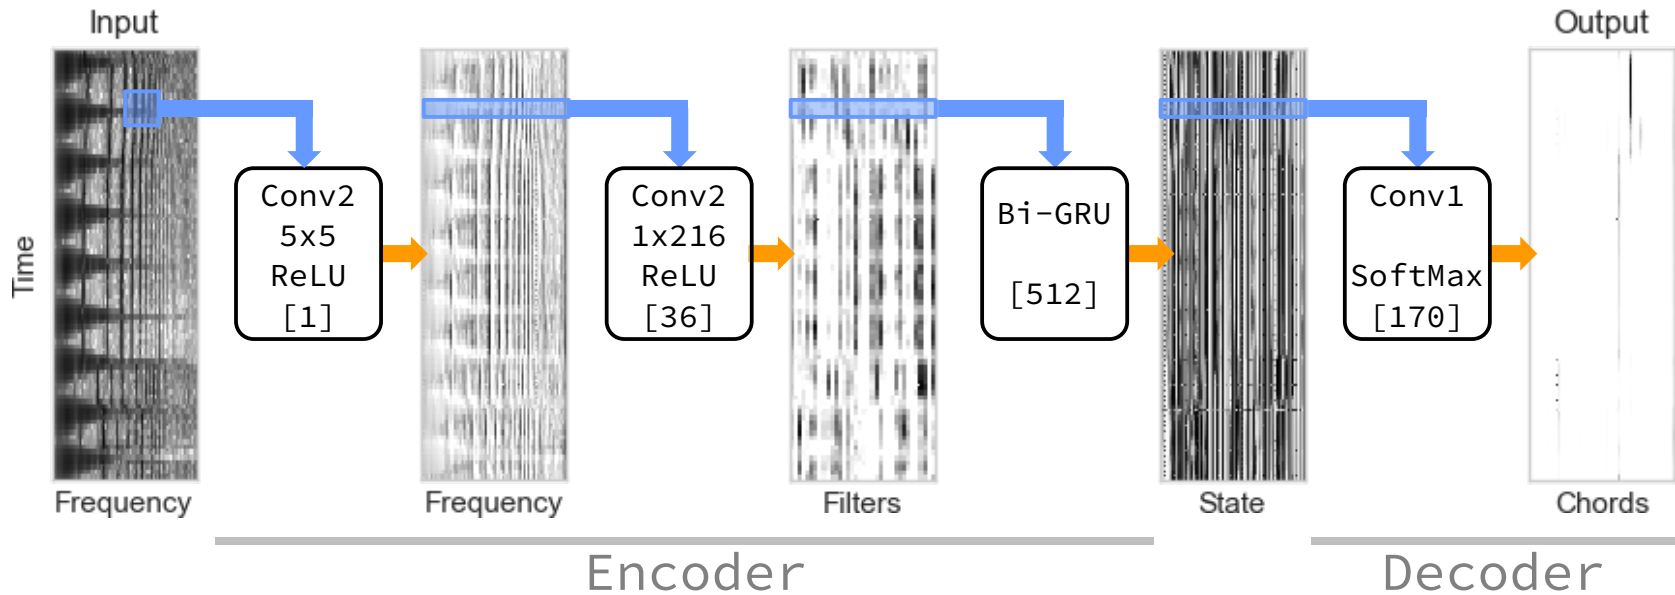 Input
Output
Time
Conv2
5x5
ReLU
[1]
Conv2
1x216
ReLU
[36]
Bi-GRU
[512]
Conv1
SoftMax
[170]
Frequency
Frequency
Filters
State
Chords
Encoder
Decoder